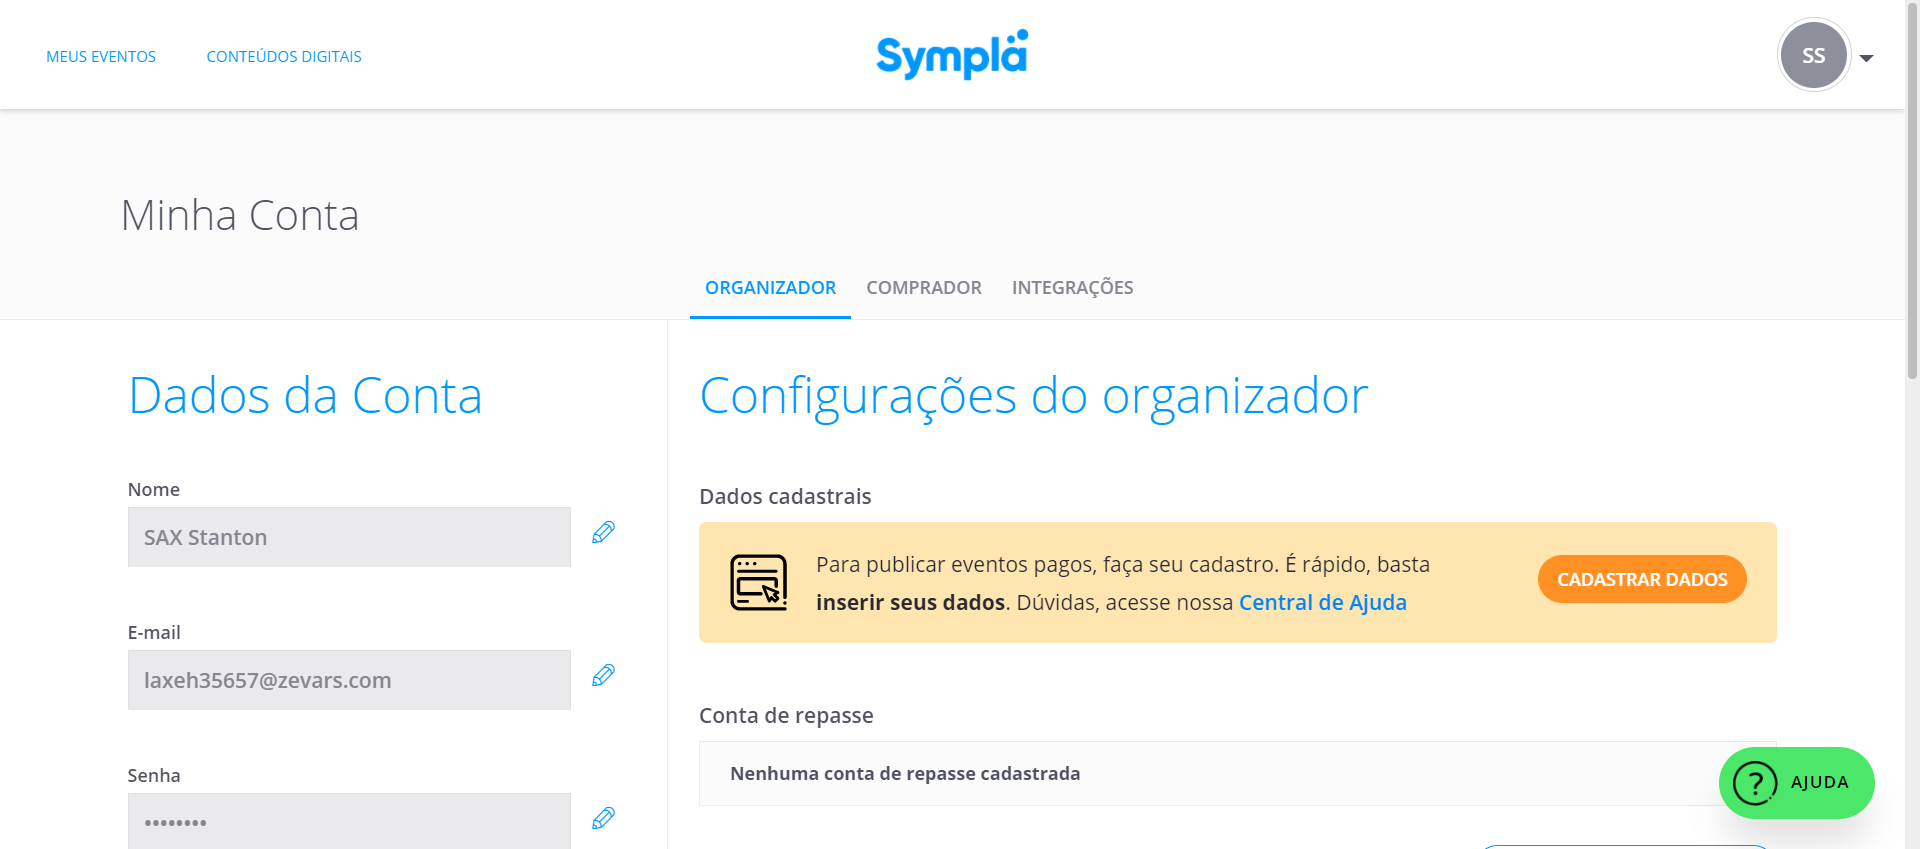 MEUS EVENTOS
CONTEÚDOS DIGITAIS
Sympla
SS
Minha Conta
ORGANIZADOR
COMPRADOR
INTEGRAÇÕES
Dados da Conta
Nome
SAX Stanton
E-mail
laxeh35657@zevars.com
Senha
••••••••
Configurações do organizador
Dados cadastrais
Para publicar eventos pagos, faça seu cadastro. É rápido, basta
inserir seus dados. Dúvidas, acesse nossa Central de Ajuda
CADASTRAR DADOS
Conta de repasse
Nenhuma conta de repasse cadastrada
? AJUDA